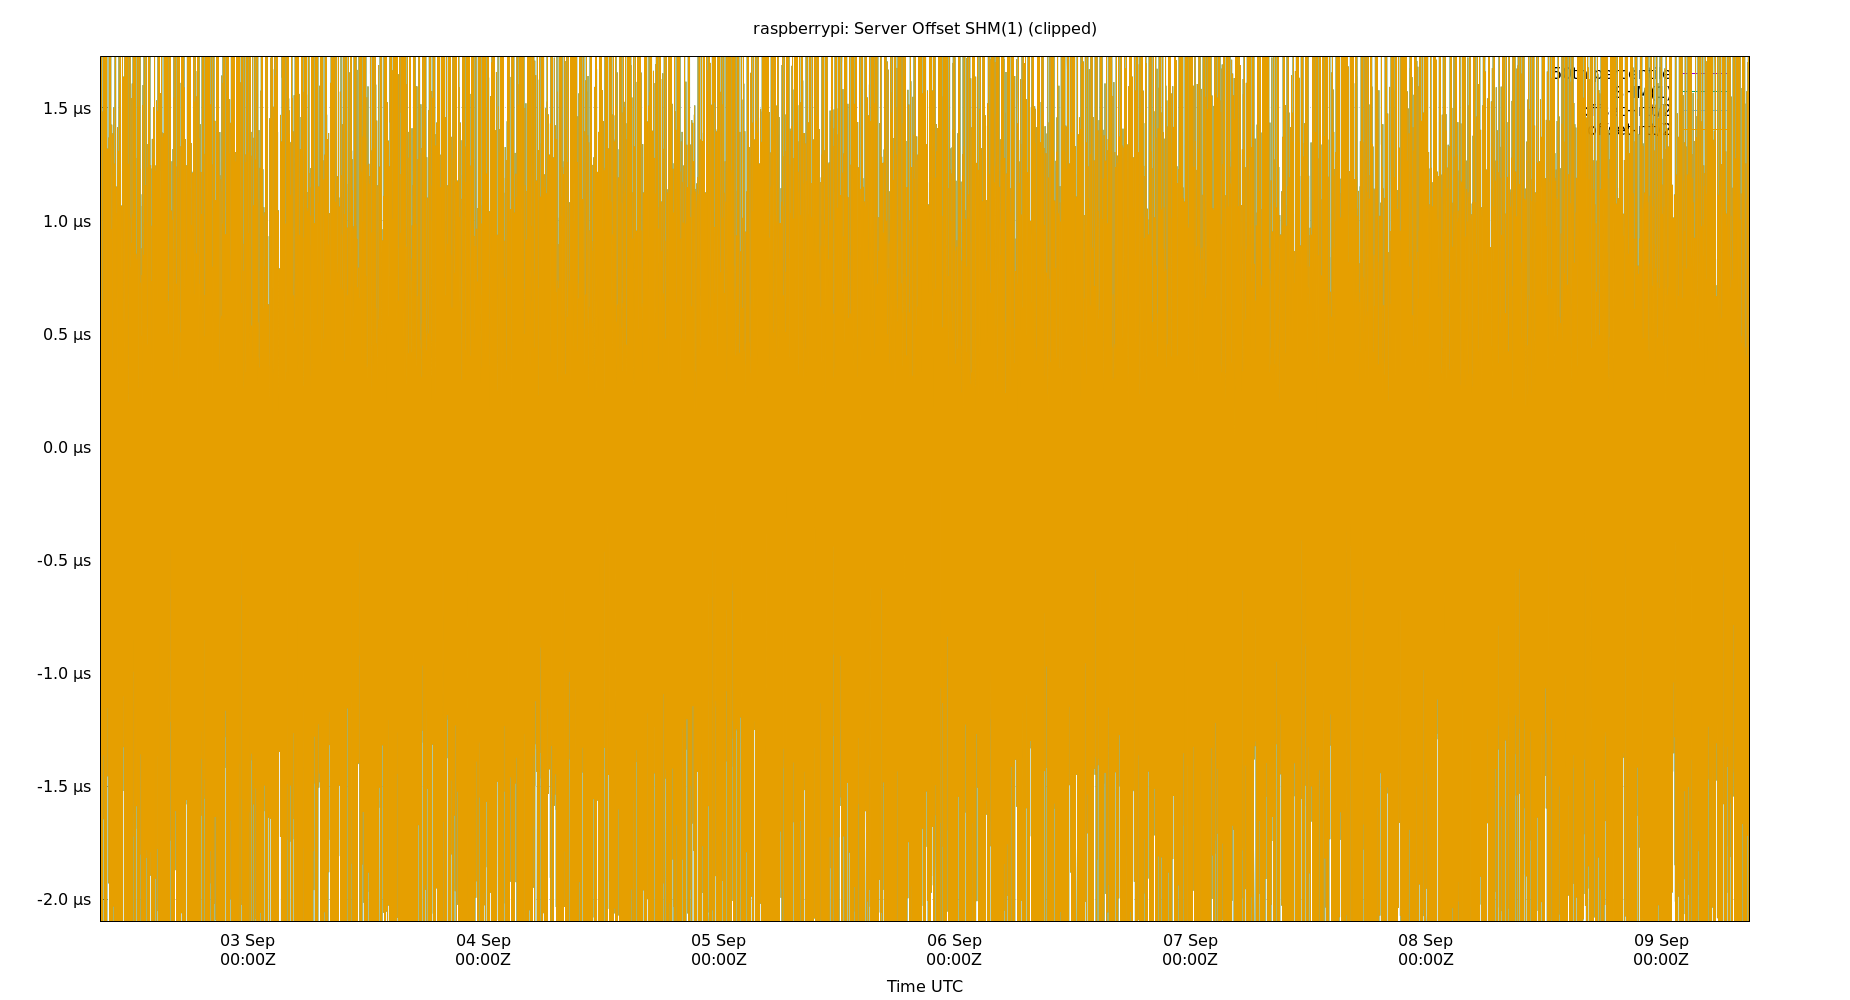 raspberrypi: Server Offset SHM(1) (clipped)
1.5 µs
1.0 µs
0.5 µs
0.0 µs
-0.5 µs
-1.0 µs
-1.5 µs
-2.0 µs
SHM(1)
03 Sep 04 Sep 05 Sep 06 Sep 07 Sep 08 Sep 09 Sep
00:00Z 00:00Z 00:00Z 00:00Z 00:00Z 00:00Z 00:00Z
Time UTC